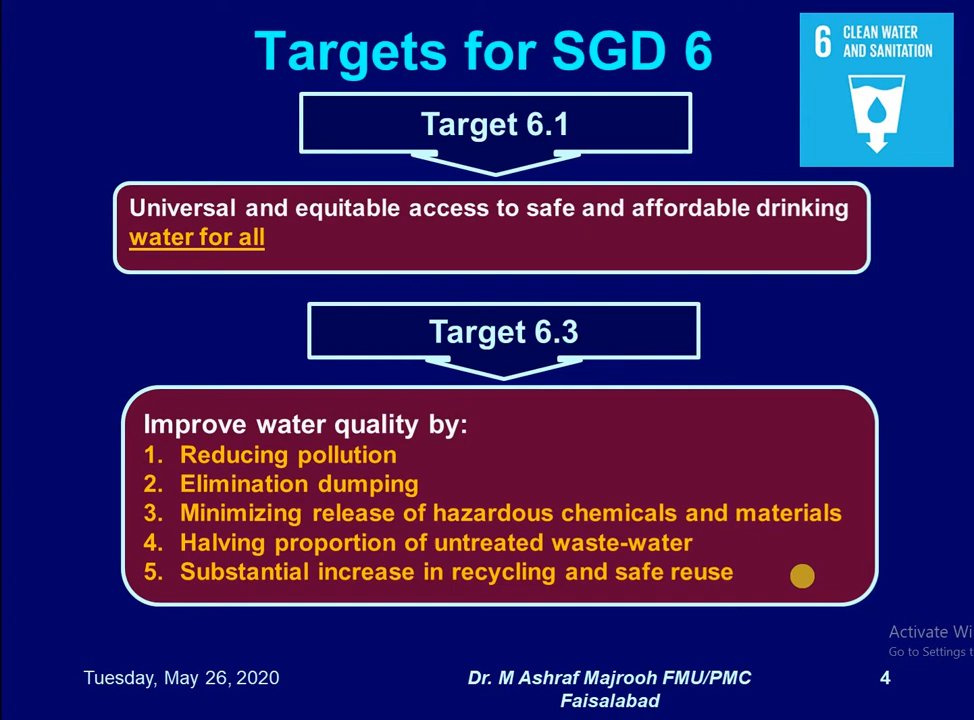 Targets for SGD 6
6 CLEAN WATER
AND SANITATION
Target 6.1
Universal and equitable access to safe and affordable drinking
water for all
Target 6.3
Improve water quality by:
1. Reducing pollution
2. Elimination dumping
3. Minimizing release of hazardous chemicals and materials
4. Halving proportion of untreated waste-water
5. Substantial increase in recycling and safe reuse
Activate Wi
Go to Settings t
Tuesday, May 26, 2020
Dr. M Ashraf Majrooh FMU/PMC
Faisalabad
4